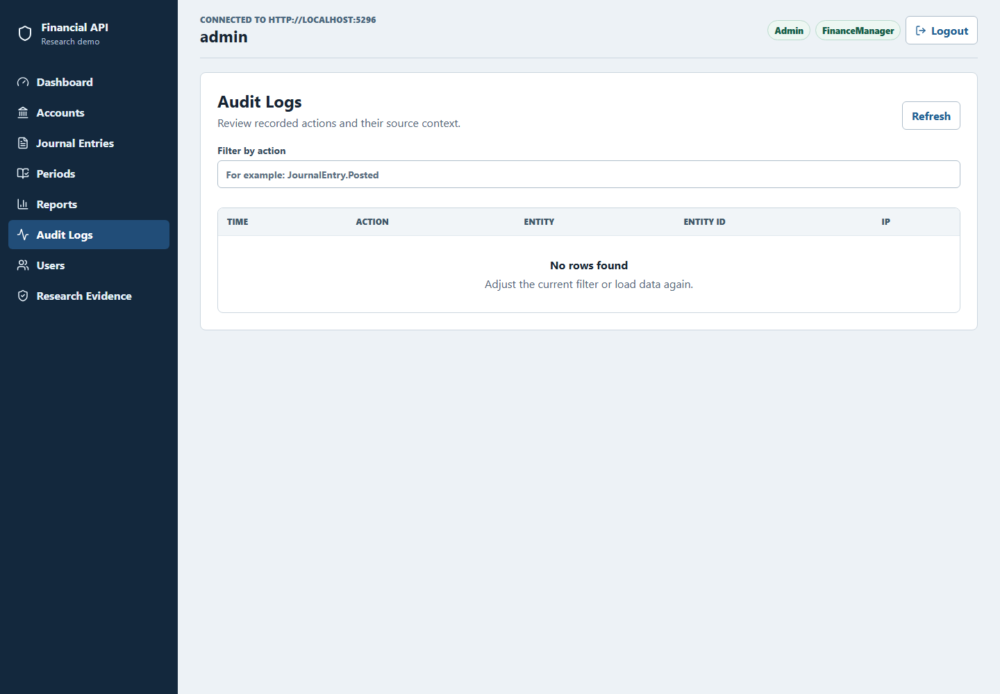 Financial API
Research demo
Dashboard
Accounts
Journal Entries
Periods
Reports
Audit Logs
Users
Research Evidence
CONNECTED TO HTTP://LOCALHOST:5296
admin
Admin
FinanceManager
Logout
Audit Logs
Review recorded actions and their source context.
Refresh
Filter by action
For example: JournalEntry.Posted
TIME ACTION ENTITY ENTITY ID IP
No rows found
Adjust the current filter or load data again.